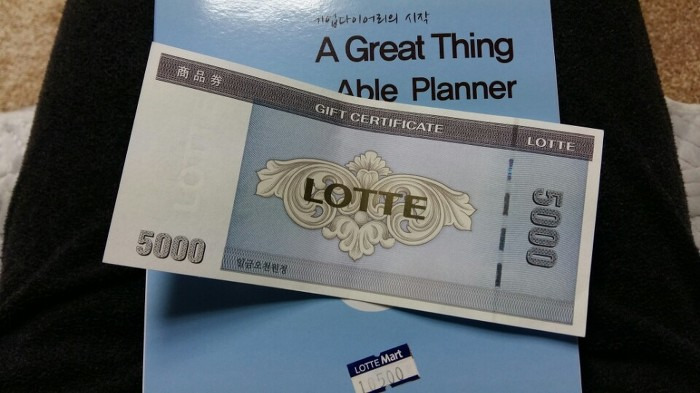 기업다이어리의 시작
A Great Thing
Able Planner
商品券
GIFT CERTIFICATE
LOTTE
LOTTE
5000
5000
일금오천원정
LOTTE Mart